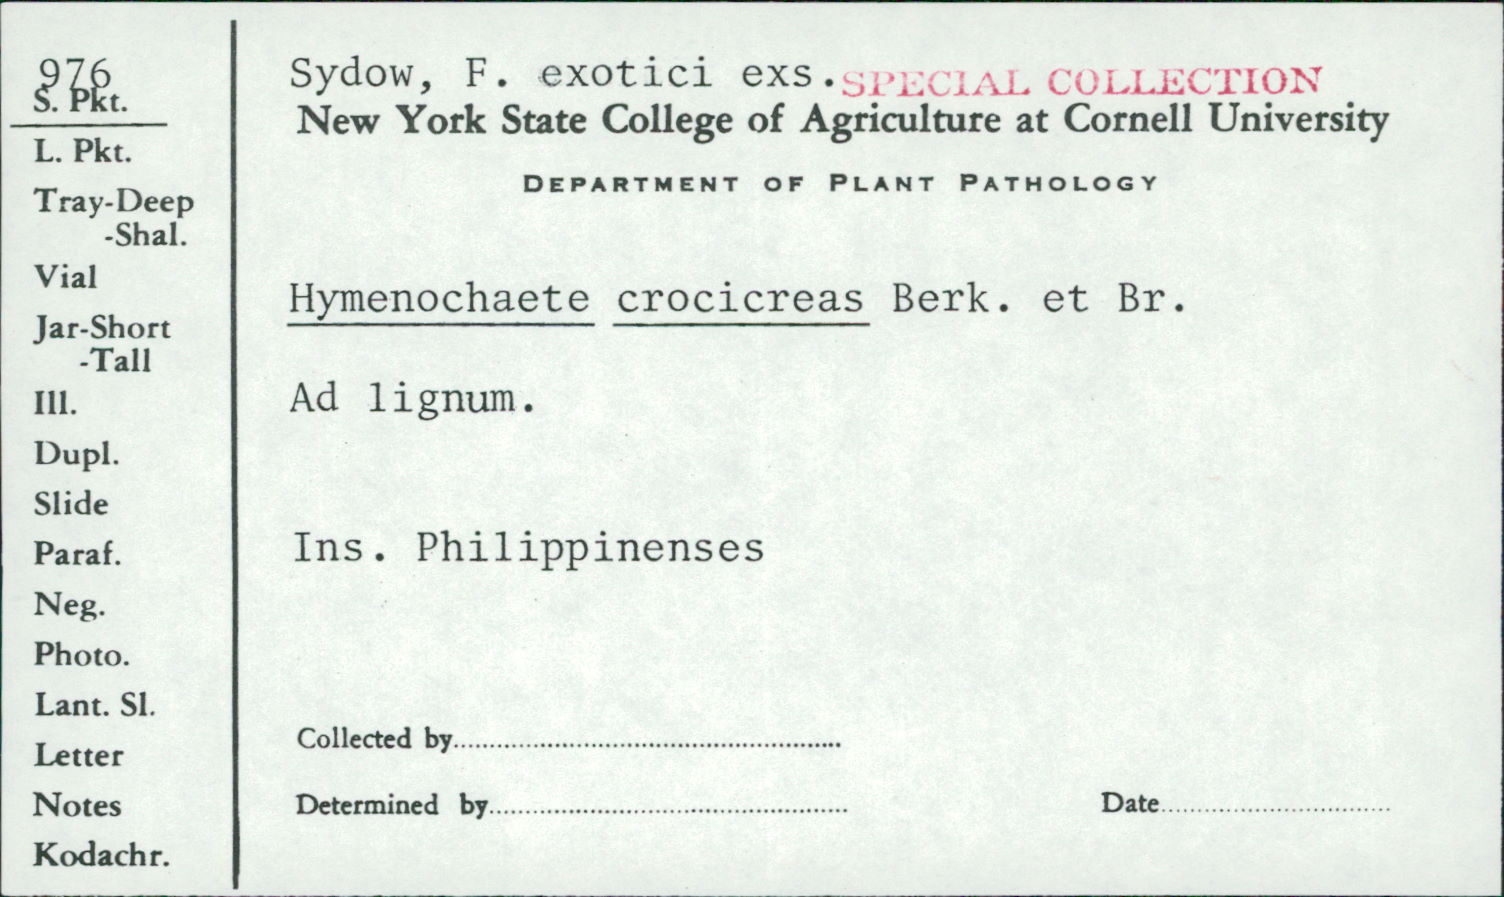 976
S. Pkt.
L. Pkt.
Tray-Deep
-Shal.
Vial
Jar-Short
-Tall
Ill.
Dupl.
Slide
Paraf.
Neg.
Photo.
Lant. Sl.
Letter
Notes
Kodachr.
Sydow, F. exotici exs. SPECIAL COLLECTION
New York State College of Agriculture at Cornell University
DEPARTMENT OF PLANT PATHOLOGY
Hymenochaete crocicreas Berk. et Br.
Ad lignum.
Ins. Philippinenses
Collected by
Determined by
Date